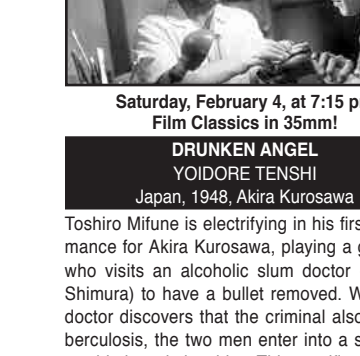 Saturday, February 4, at 7:15
Film Classics in 35mm!
DRUNKEN ANGEL
YOIDORE TENSHI
Japan, 1948, Akira Kurosawa
Toshiro Mifune is electrifying in his
mance for Akira Kurosawa, playing a
who visits an alcoholic slum doctor
Shimura) to have a bullet removed.
doctor discovers that the criminal
berculosis, the two men enter into a